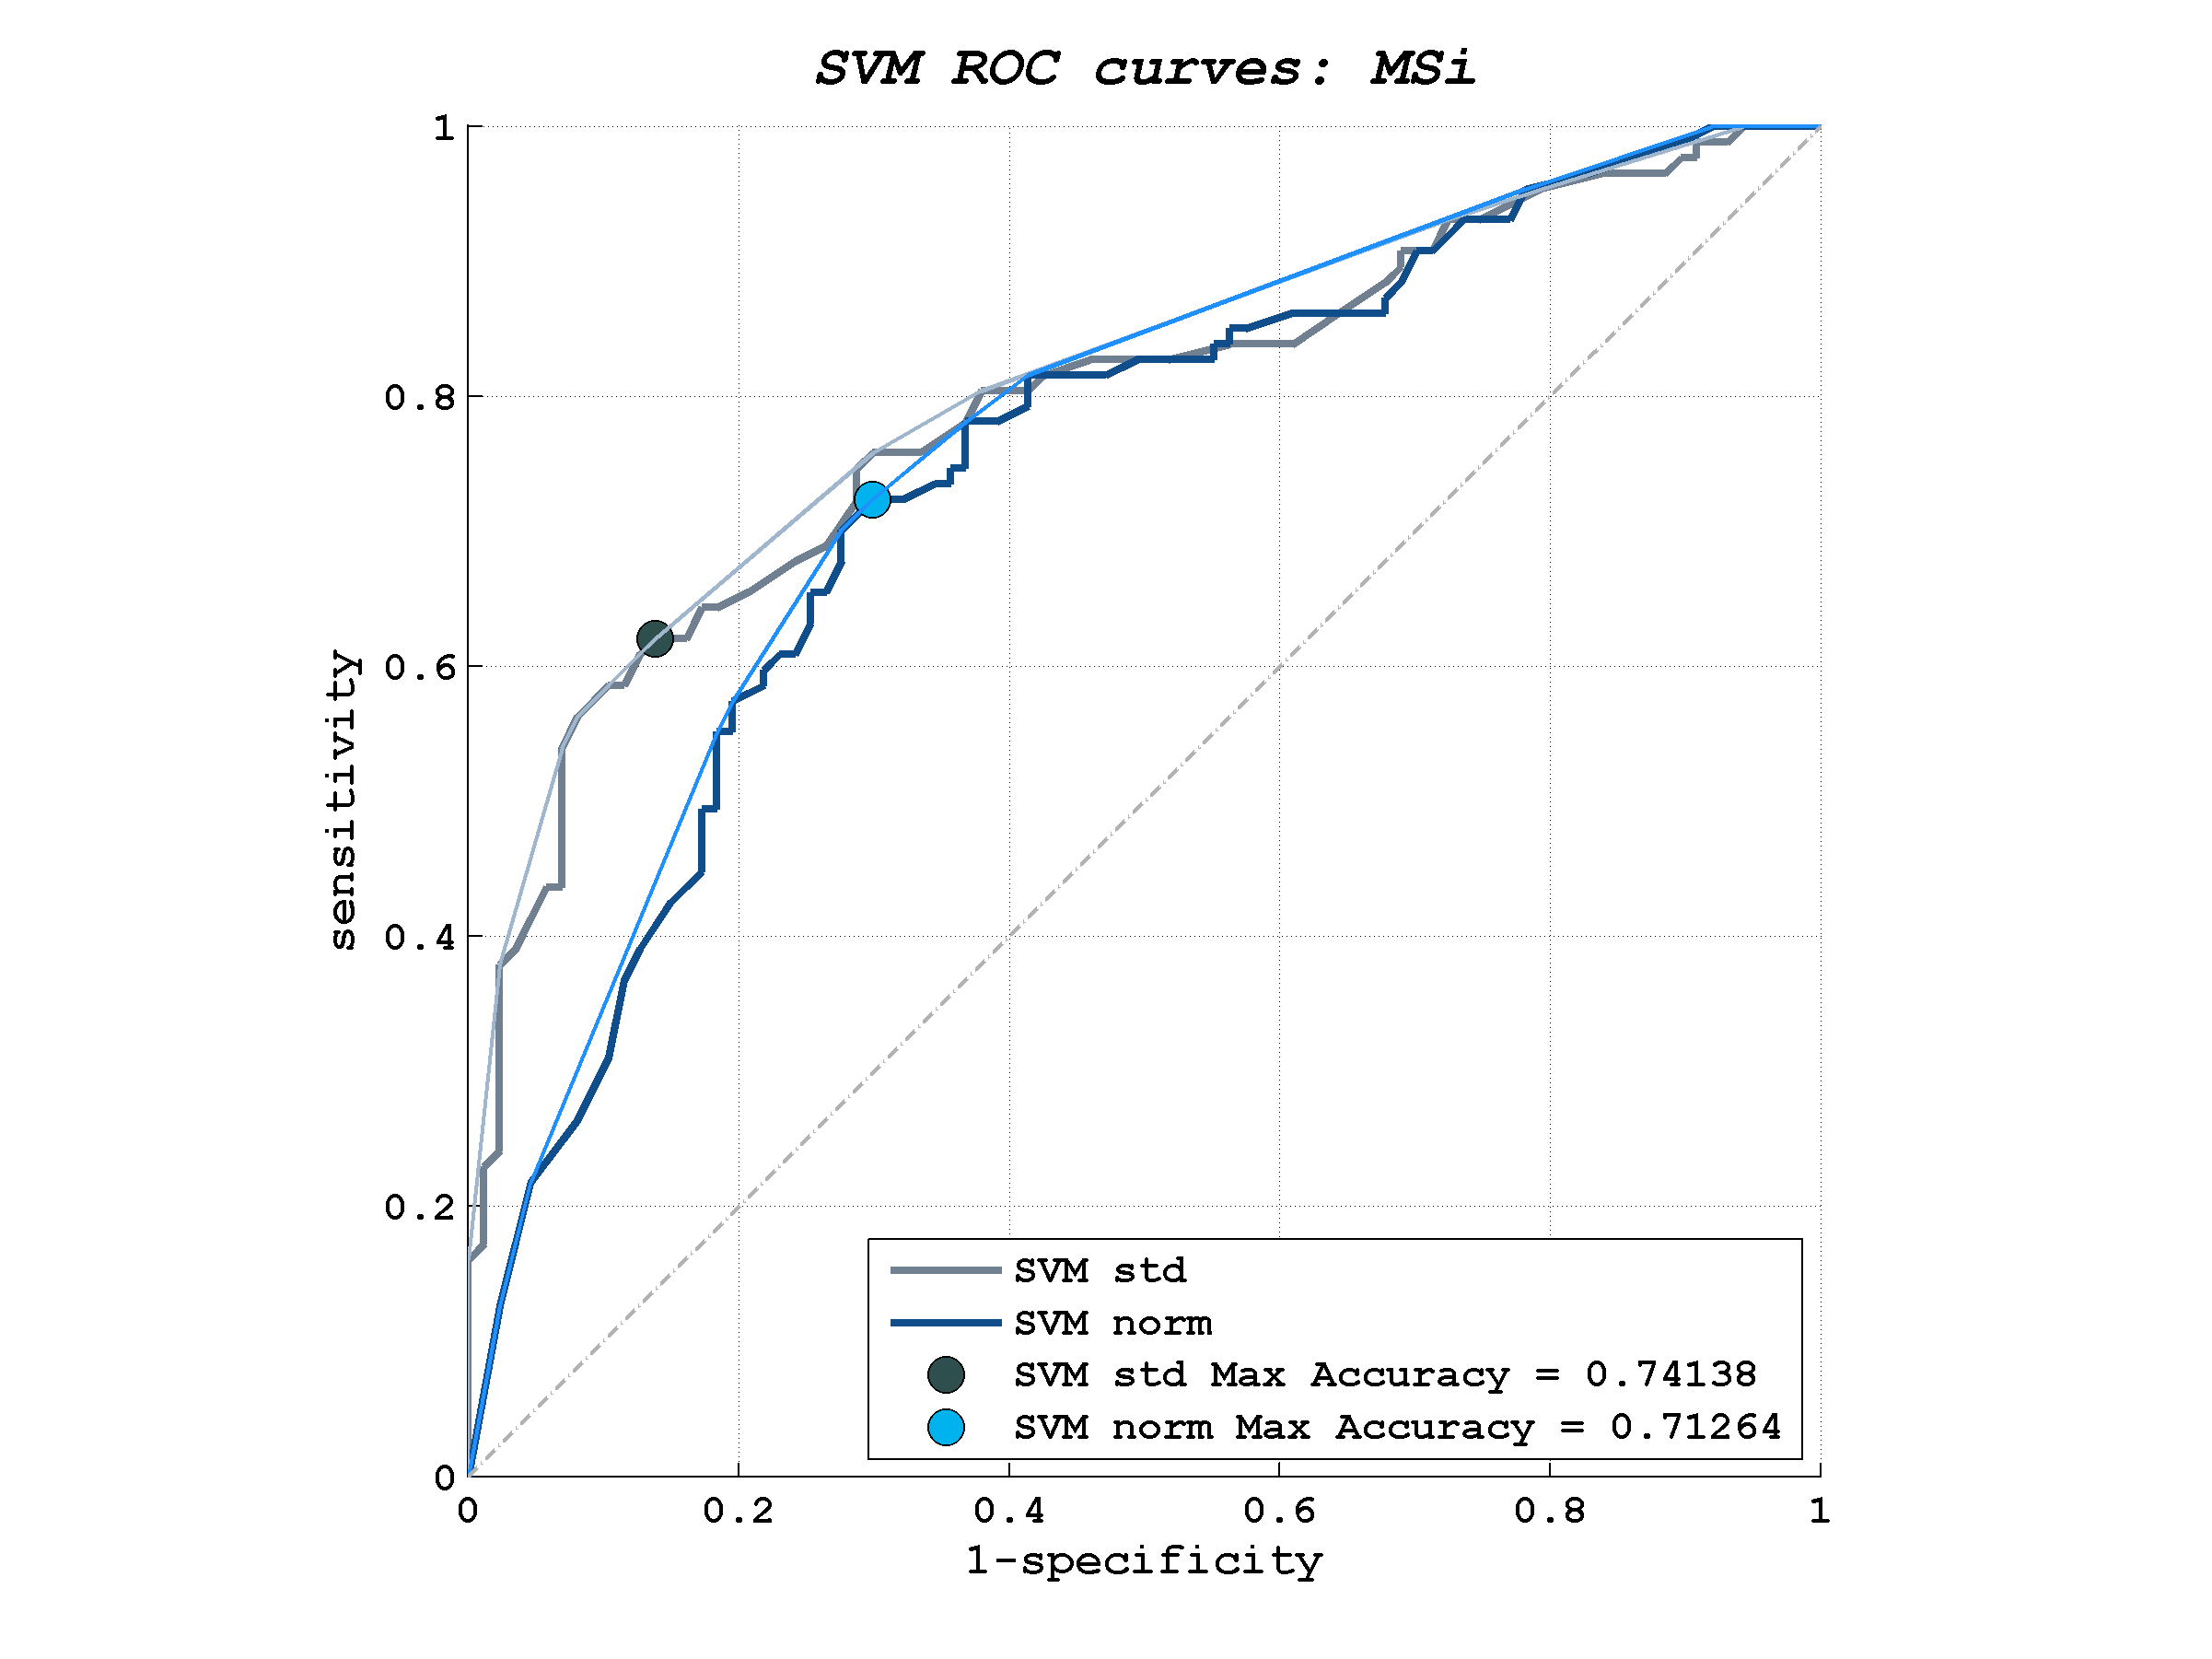 SVM ROC curves: MSi
1
0.8
0.6
0.4
0.2
0
sensitivity
SVM std
SVM norm
SVM std Max Accuracy = 0.74138
SVM norm Max Accuracy = 0.71264
0 0.2 0.4 0.6 0.8 1
1-specificity